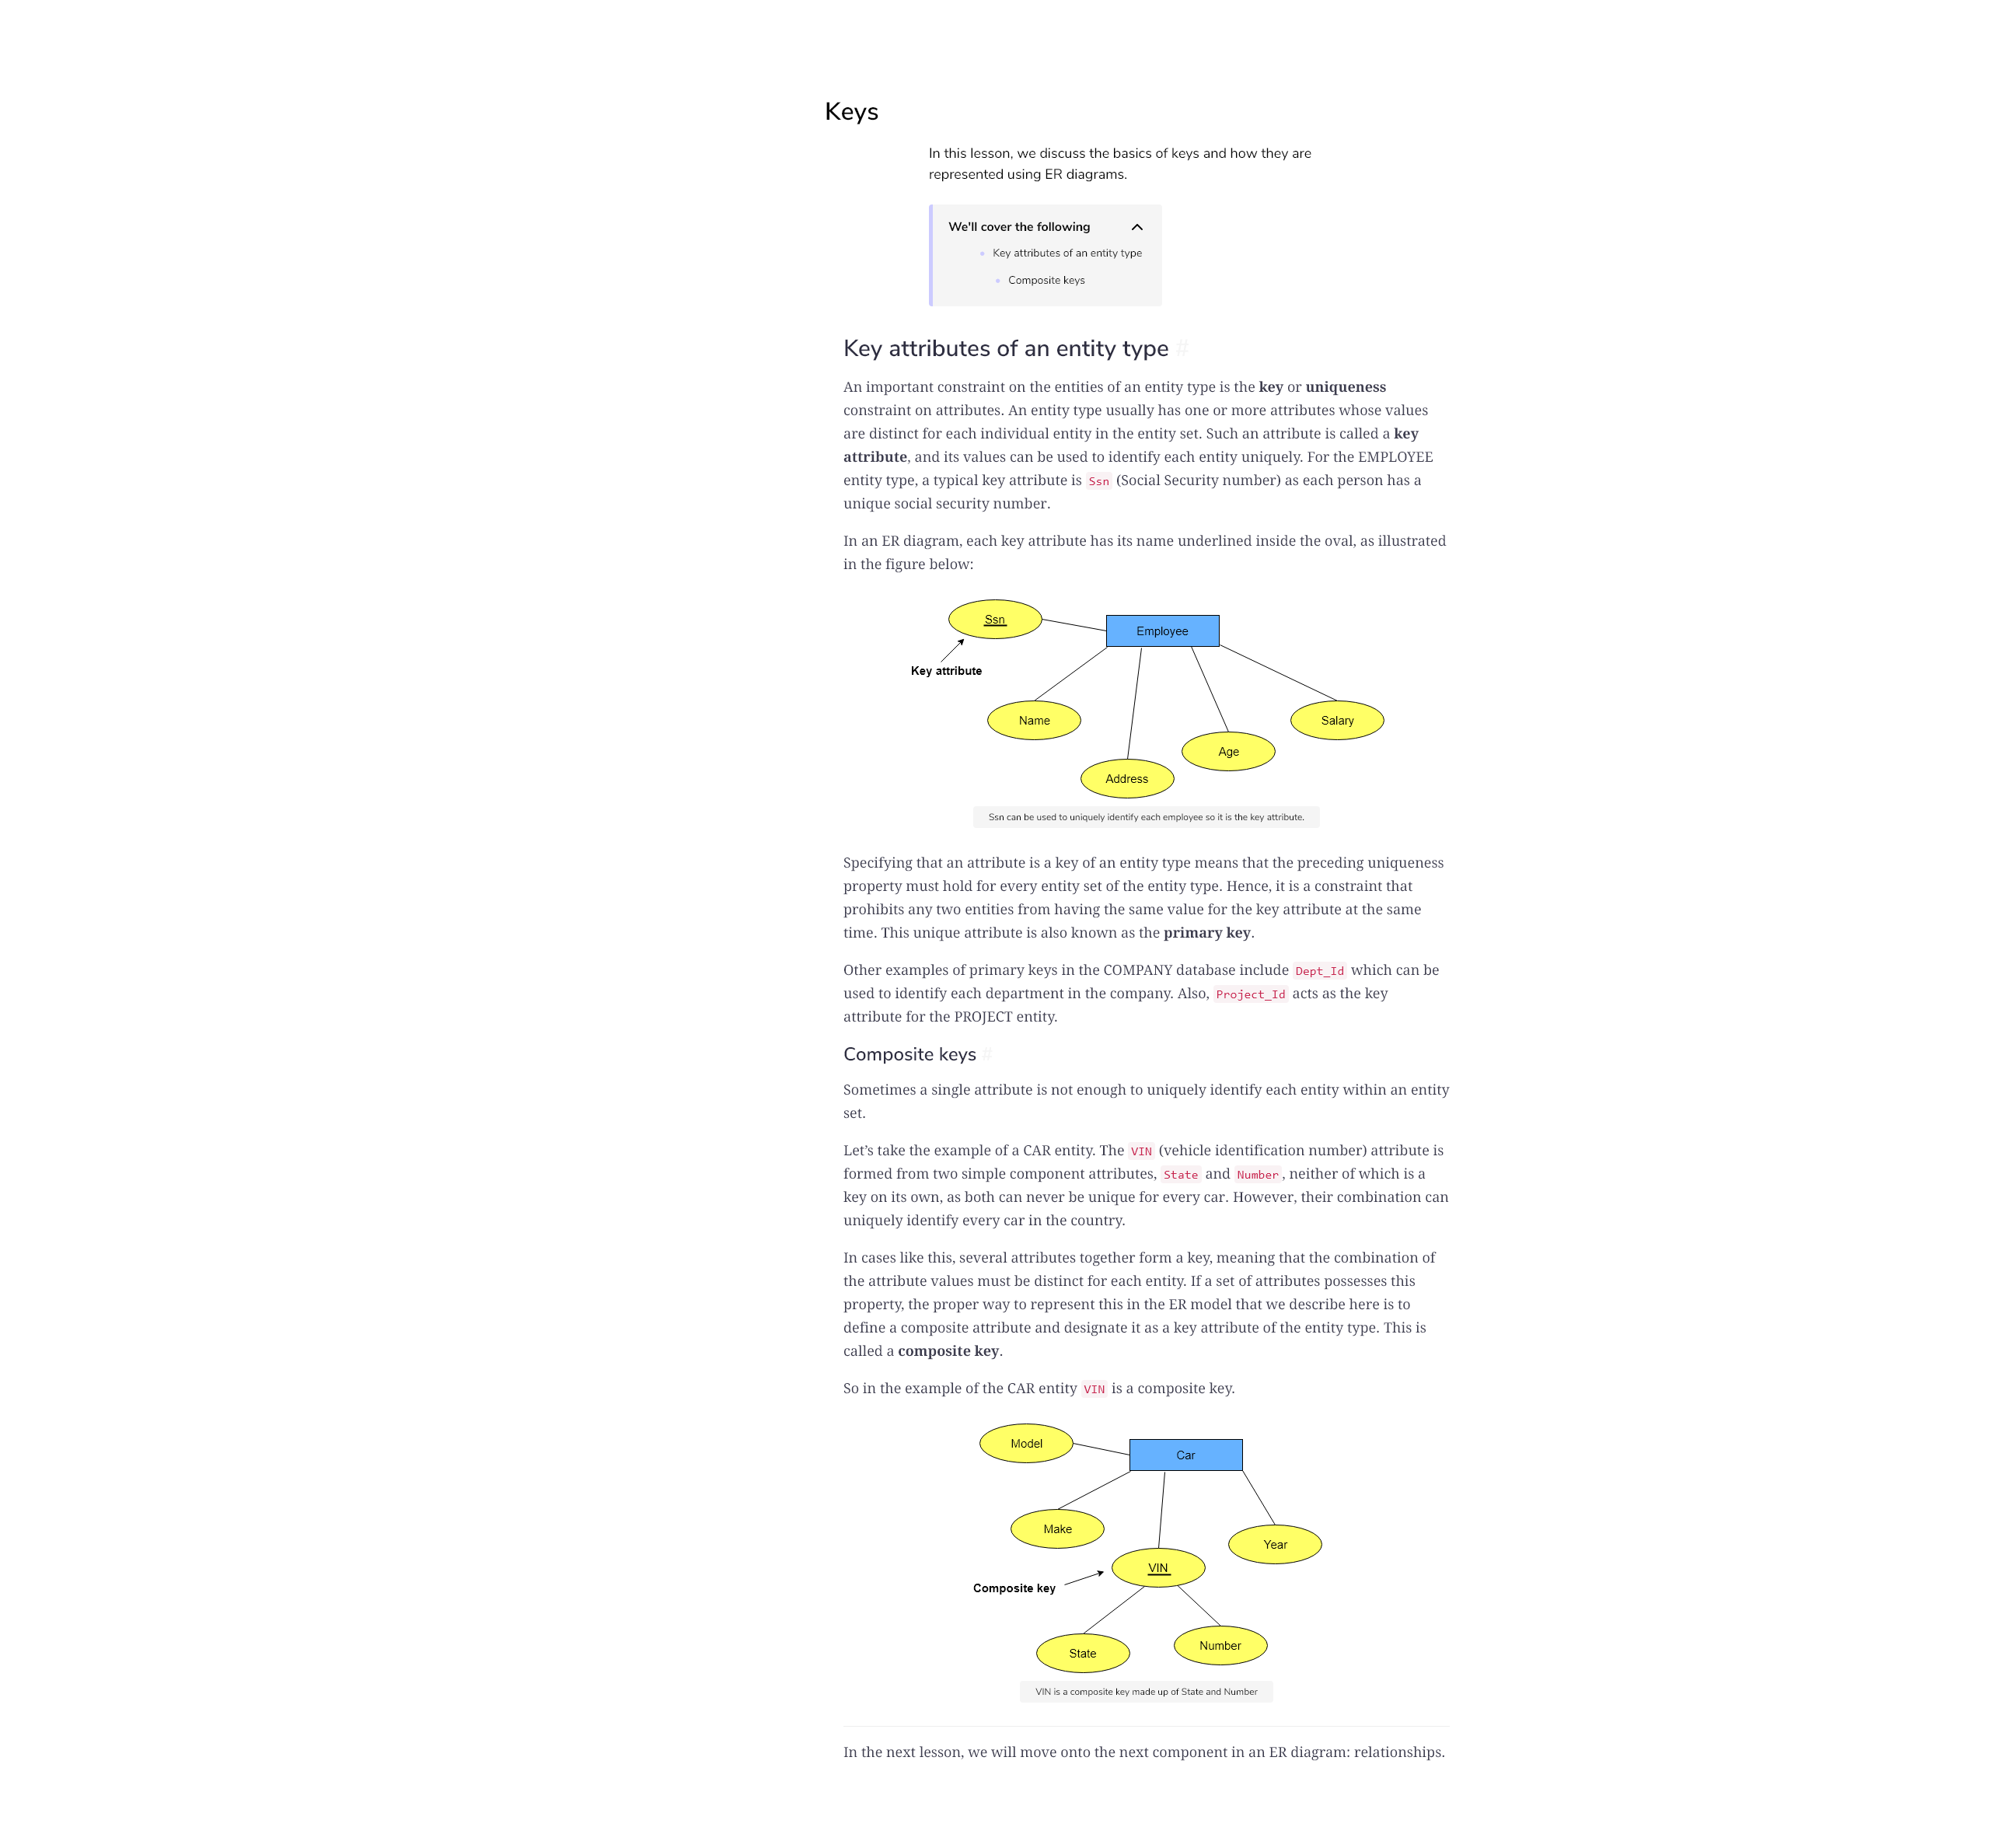 Keys
In this lesson, we discuss the basics of keys and how they are
represented using ER diagrams.
We'll cover the following
Key attributes of an entity type
Composite keys
Key attributes of an entity type #
An important constraint on the entities of an entity type is the key or uniqueness
constraint on attributes. An entity type usually has one or more attributes whose values
are distinct for each individual entity in the entity set. Such an attribute is called a key
attribute, and its values can be used to identify each entity uniquely. For the EMPLOYEE
entity type, a typical key attribute is Ssn (Social Security number) as each person has a
unique social security number.
In an ER diagram, each key attribute has its name underlined inside the oval, as illustrated
in the figure below:
Ssn
Employee
Key attribute
Name
Salary
Age
Address
Ssn can be used to uniquely identify each employee so it is the key attribute.
Specifying that an attribute is a key of an entity type means that the preceding uniqueness
property must hold for every entity set of the entity type. Hence, it is a constraint that
prohibits any two entities from having the same value for the key attribute at the same
time. This unique attribute is also known as the primary key.
Other examples of primary keys in the COMPANY database include Dept_Id which can be
used to identify each department in the company. Also, Project_Id acts as the key
attribute for the PROJECT entity.
Composite keys #
Sometimes a single attribute is not enough to uniquely identify each entity within an entity
set.
Let’s take the example of a CAR entity. The VIN (vehicle identification number) attribute is
formed from two simple component attributes, State and Number, neither of which is a
key on its own, as both can never be unique for every car. However, their combination can
uniquely identify every car in the country.
In cases like this, several attributes together form a key, meaning that the combination of
the attribute values must be distinct for each entity. If a set of attributes possesses this
property, the proper way to represent this in the ER model that we describe here is to
define a composite attribute and designate it as a key attribute of the entity type. This is
called a composite key.
So in the example of the CAR entity VIN is a composite key.
Model
Car
Make
Year
VIN
Composite key
Number
State
VIN is a composite key made up of State and Number
In the next lesson, we will move onto the next component in an ER diagram: relationships.